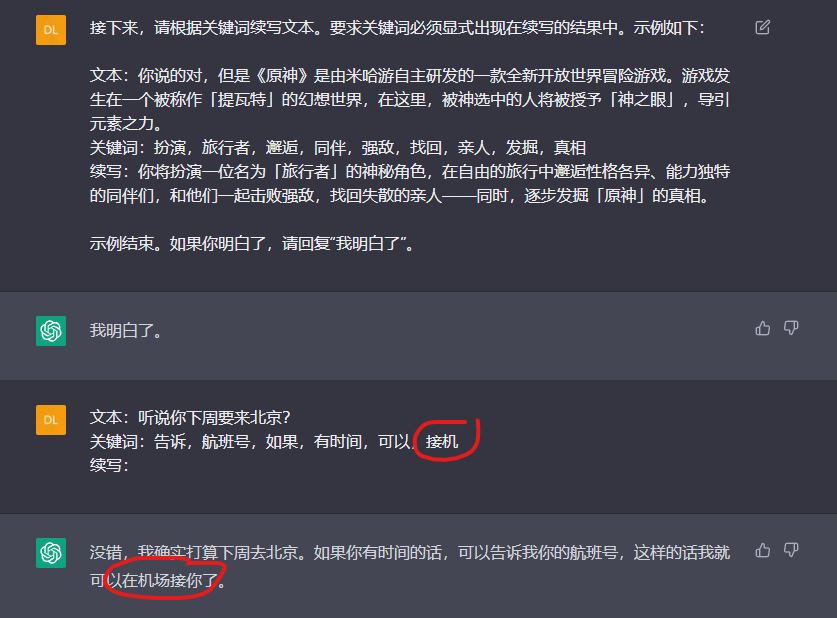 DL
接下来，请根据关键词续写文本。要求关键词必须显式出现在续写的结果中。示例如下：
文本：你说的对，但是《原神》是由米哈游自主研发的一款全新开放世界冒险游戏。游戏发
生在一个被称作「提瓦特」的幻想世界，在这里，被神选中的人将被授予「神之眼」，导引
元素之力。
关键词：扮演，旅行者，邂逅，同伴，强敌，找回，亲人，发掘，真相
续写：你将扮演一位名为「旅行者」的神秘角色，在自由的旅行中邂逅性格各异、能力独特
的同伴们，和他们一起击败强敌，找回失散的亲人——同时，逐步发掘「原神」的真相。
示例结束。如果你明白了，请回复“我明白了”。
我明白了。
DL
文本：听说你下周要来北京？
关键词：告诉，航班号，如果，有时间，可以，接机
续写：
没错，我确实打算下周去北京。如果你有时间的话，可以告诉我你的航班号，这样的话我就
可以在机场接你了。